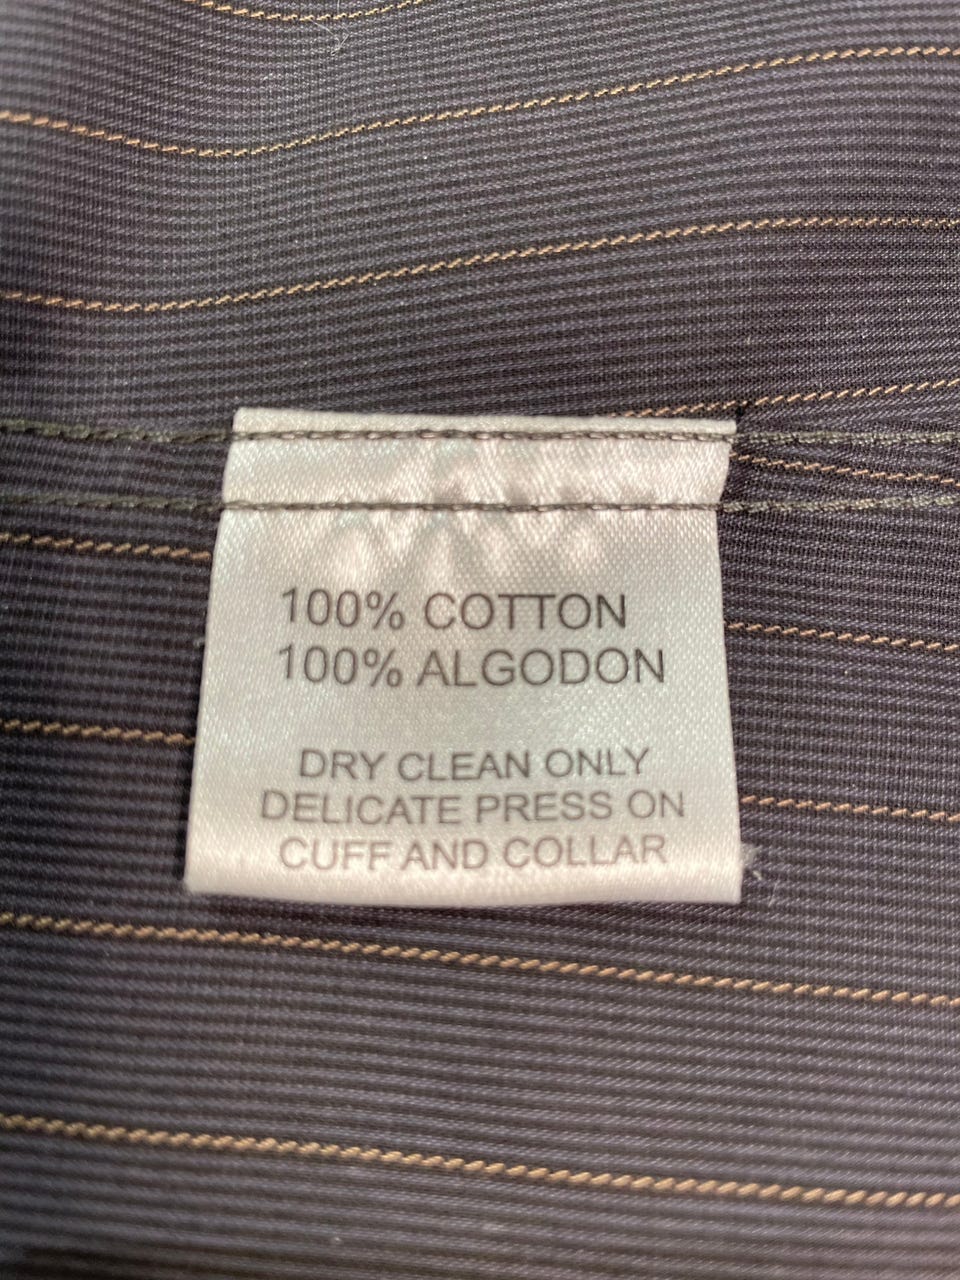 100% COTTON
100% ALGODON
DRY CLEAN ONLY
DELICATE PRESS ON
CUFF AND COLLAR